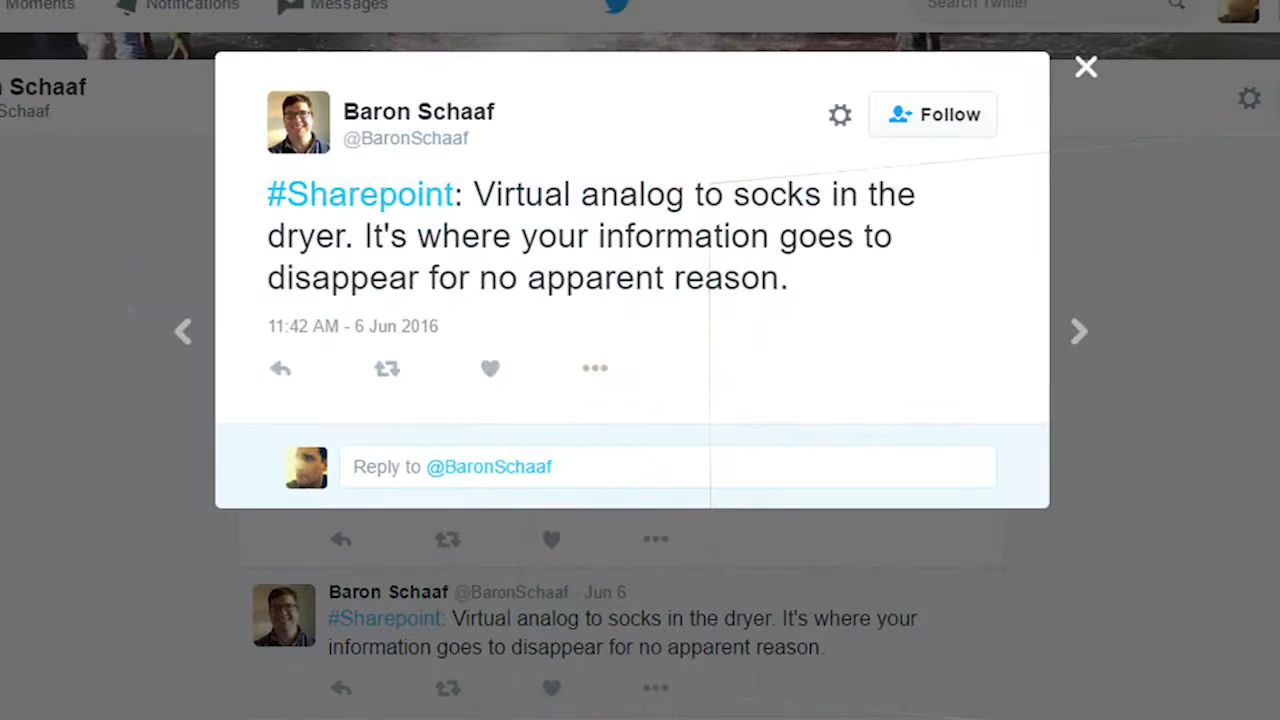 Moments Notifications Messages Search Twitter
Schaaf
Schaaf
Baron Schaaf
@BaronSchaaf
Follow
#Sharepoint: Virtual analog to socks in the
dryer. It's where your information goes to
disappear for no apparent reason.
11:42 AM - 6 Jun 2016
Reply to @BaronSchaaf
Baron Schaaf @BaronSchaaf · Jun 6
#Sharepoint: Virtual analog to socks in the dryer. It's where your
information goes to disappear for no apparent reason.